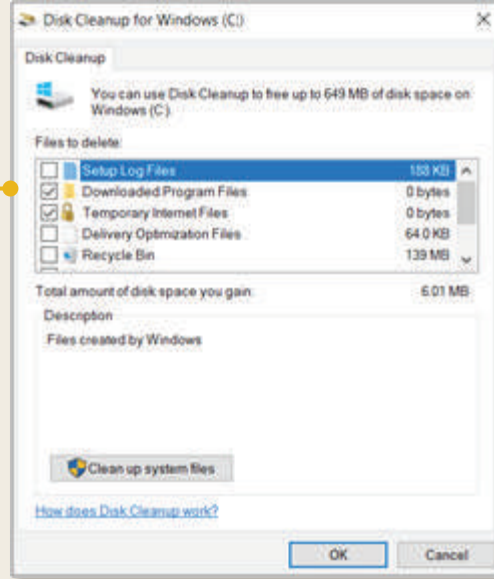 Disk Cleanup for Windows (C:)
Disk Cleanup
You can use Disk Cleanup to free up to 649 MB of disk space on
Windows (C:).
Files to delete:
Setup Log Files 188 KB
Downloaded Program Files 0 bytes
Temporary Internet Files 0 bytes
Delivery Optimization Files 64.0 KB
Recycle Bin 139 MB
Total amount of disk space you gain: 6.01 MB
Description
Files created by Windows
Clean up system files
How does Disk Cleanup work?
OK Cancel